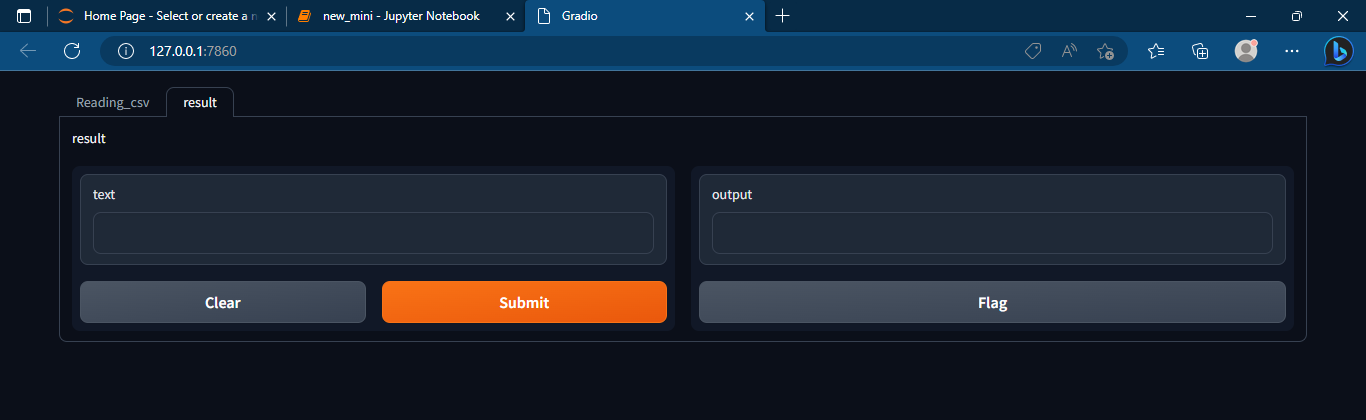 Home Page - Select or create a n
new_mini - Jupyter Notebook
Gradio
127.0.0.1:7860
Reading_csv
result
result
text
output
Clear
Submit
Flag